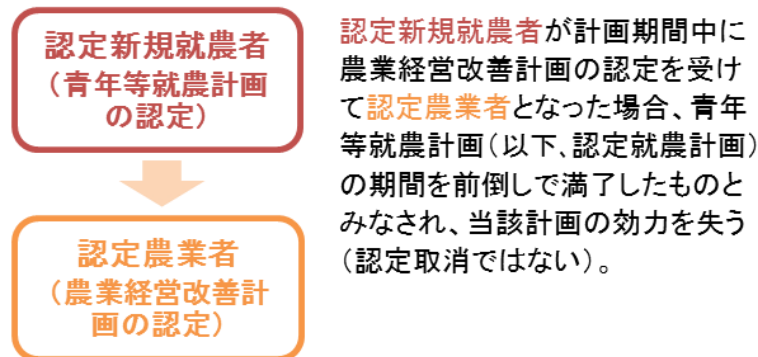 認定新規就農者
（青年等就農計画
の認定）
認定農業者
（農業経営改善計
画の認定）
認定新規就農者が計画期間中に
農業経営改善計画の認定を受け
て認定農業者となった場合、青年
等就農計画（以下、認定就農計画）
の期間を前倒しで満了したものと
みなされ、当該計画の効力を失う
（認定取消ではない）。